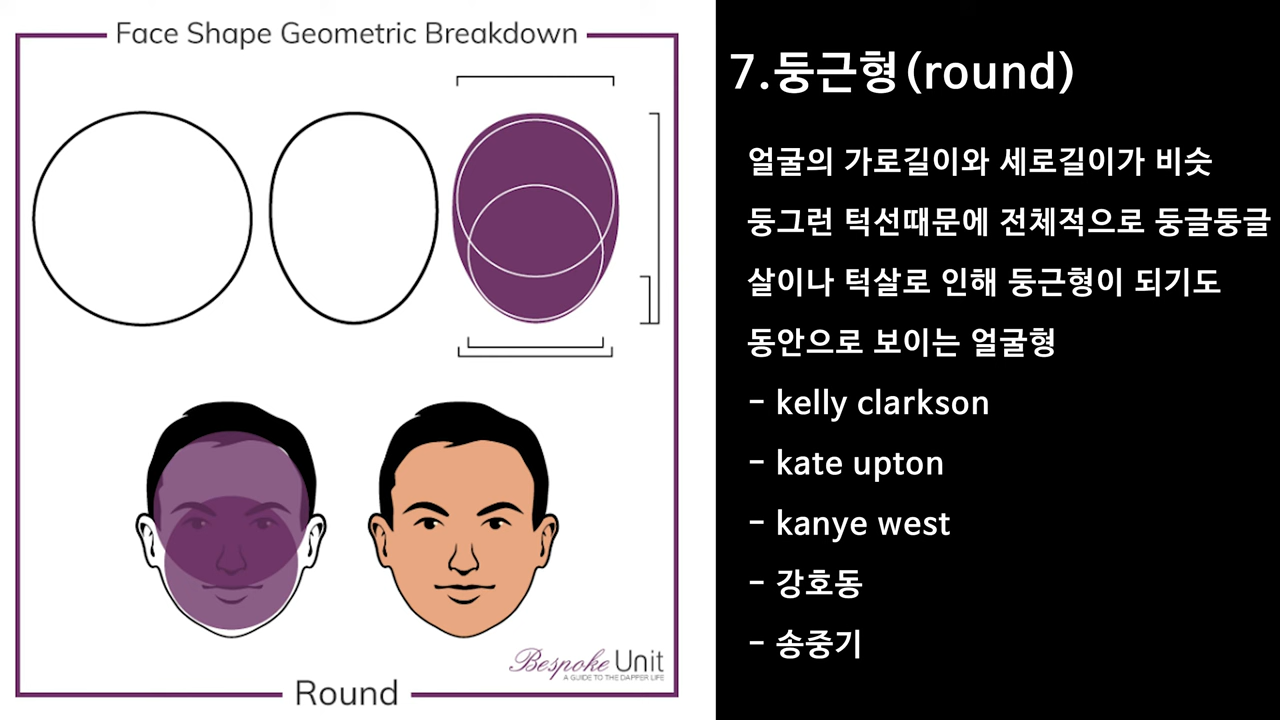 Face Shape Geometric Breakdown
Bespoke Unit
A GUIDE TO THE DAPPER LIFE
Round
7.둥근형(round)
얼굴의 가로길이와 세로길이가 비슷
둥그런 턱선때문에 전체적으로 둥글둥글
살이나 턱살로 인해 둥근형이 되기도
동안으로 보이는 얼굴형
- kelly clarkson
- kate upton
- kanye west
- 강호동
- 송중기